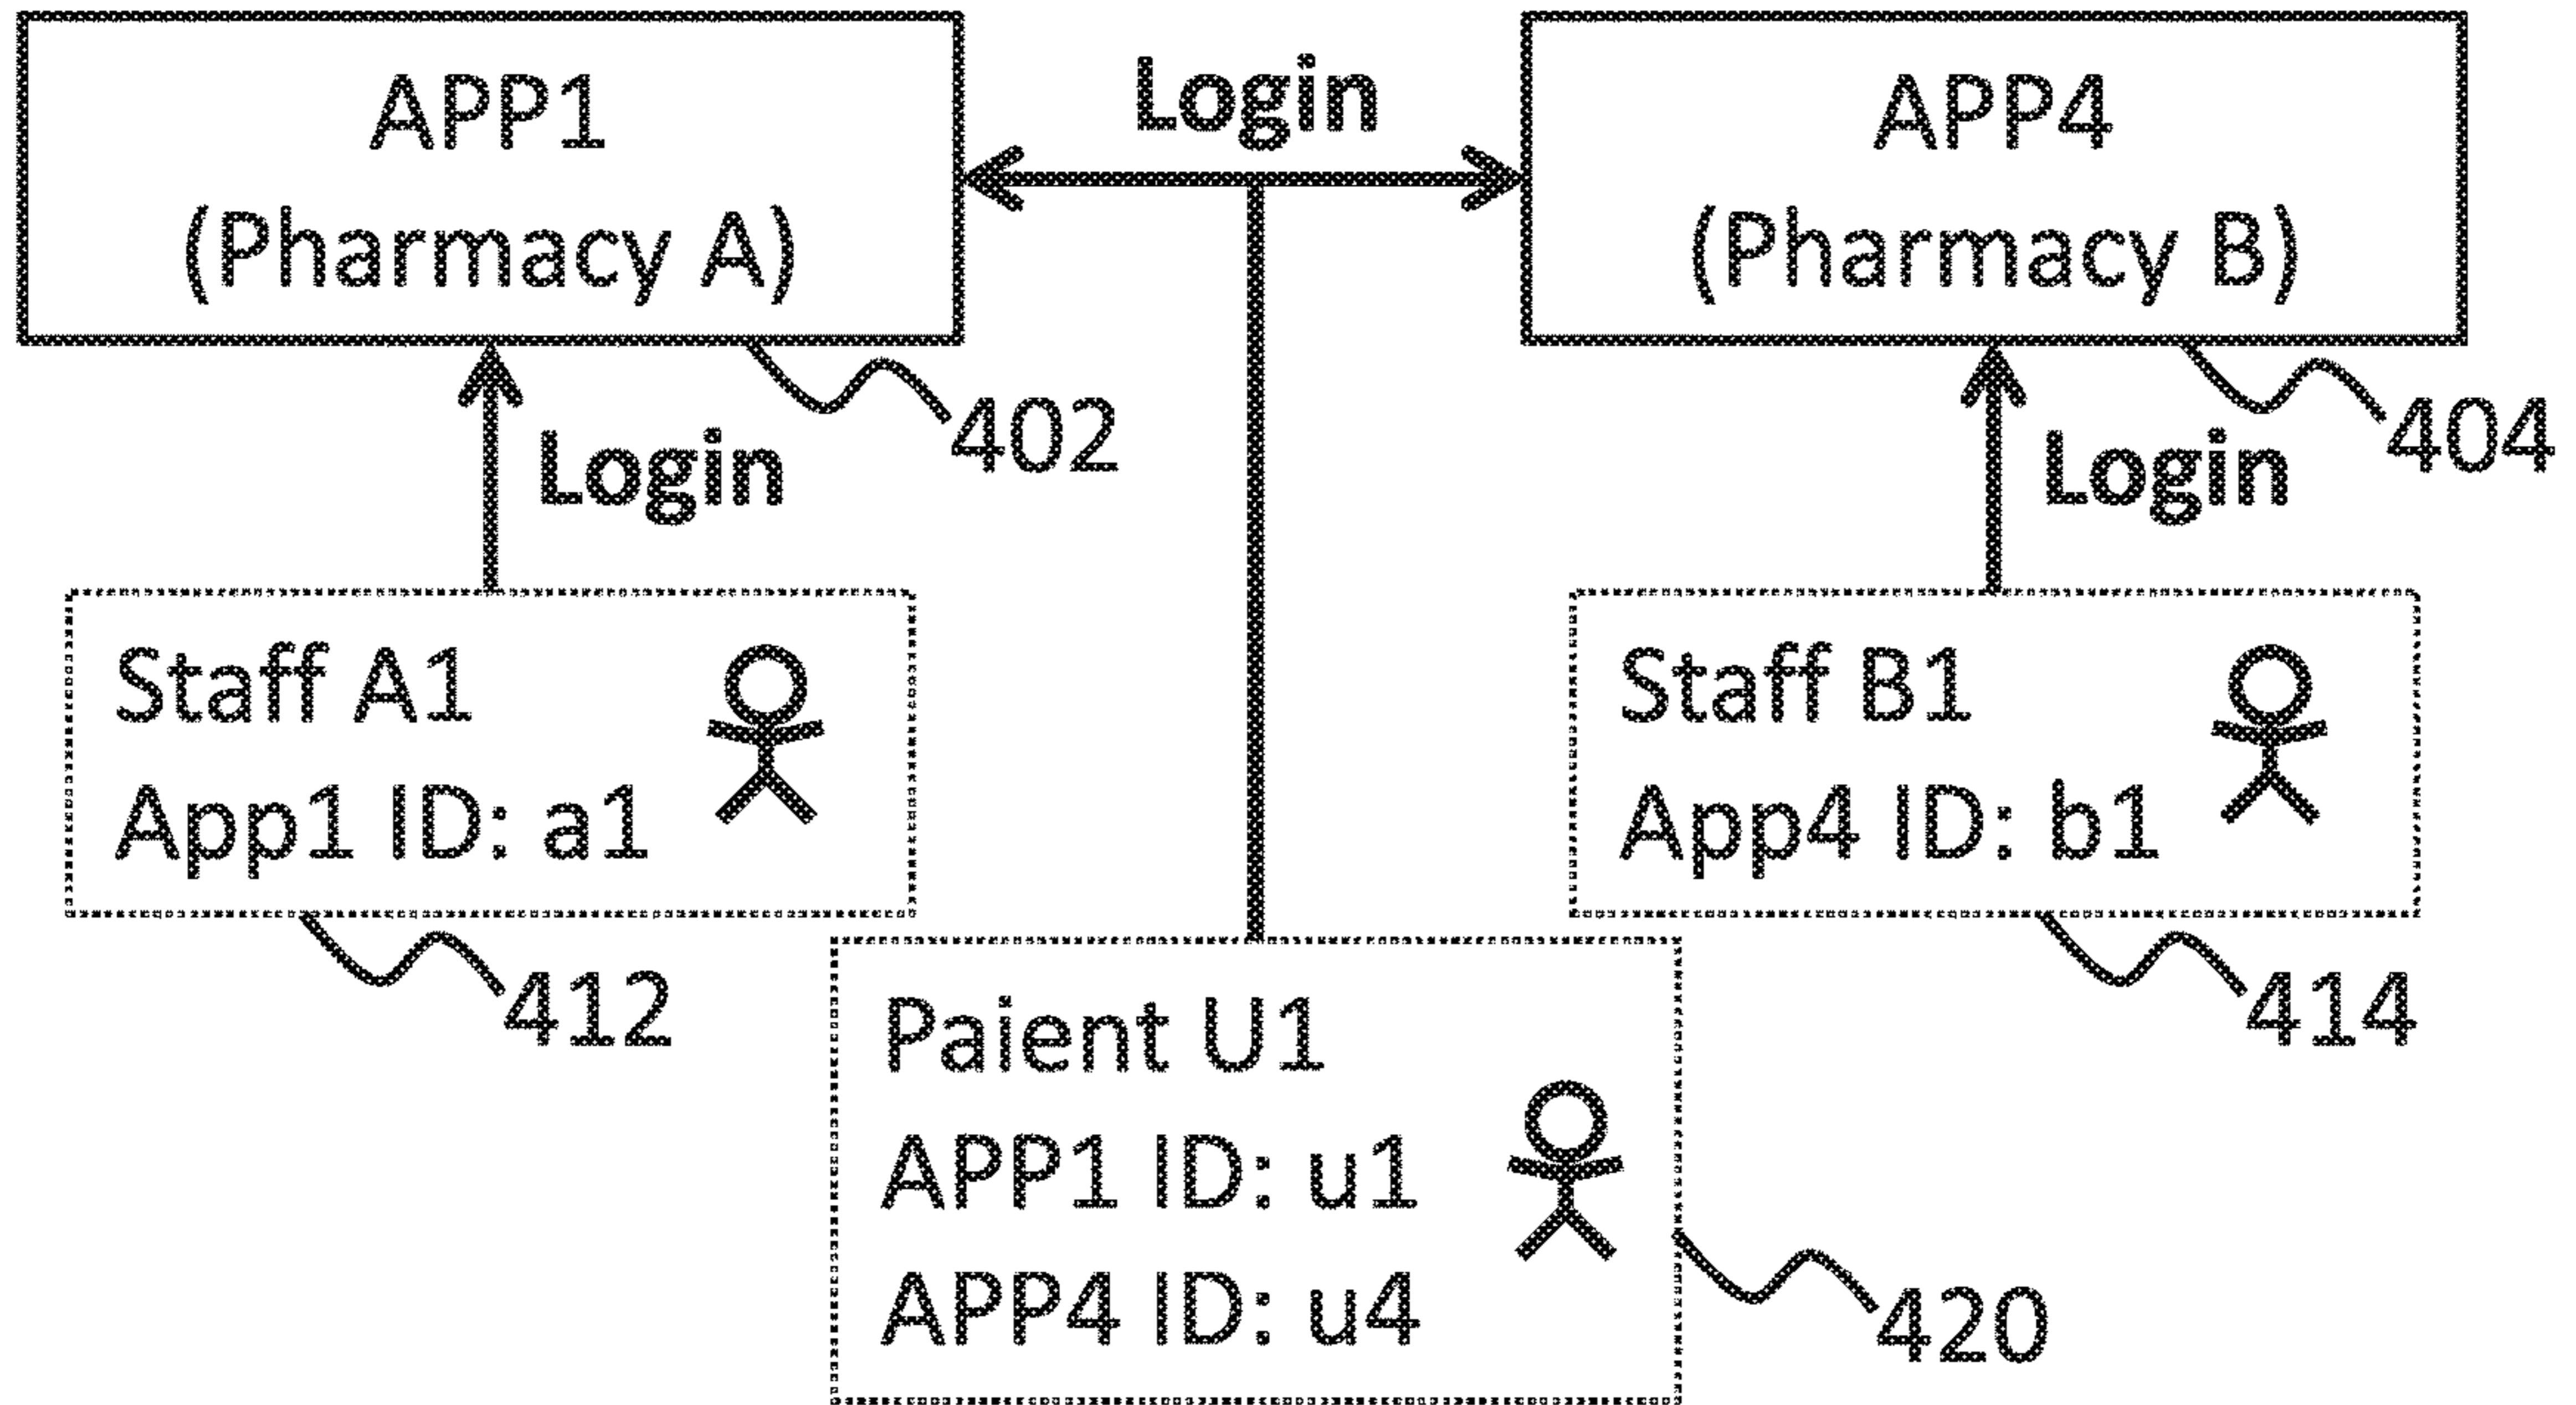 APP1
(Pharmacy A)
Login
APP4
(Pharmacy B)
402
404
Login
Login
Staff A1
App1 ID: a1
Staff B1
App4 ID: b1
412
414
Paient U1
APP1 ID: u1
APP4 ID: u4
420